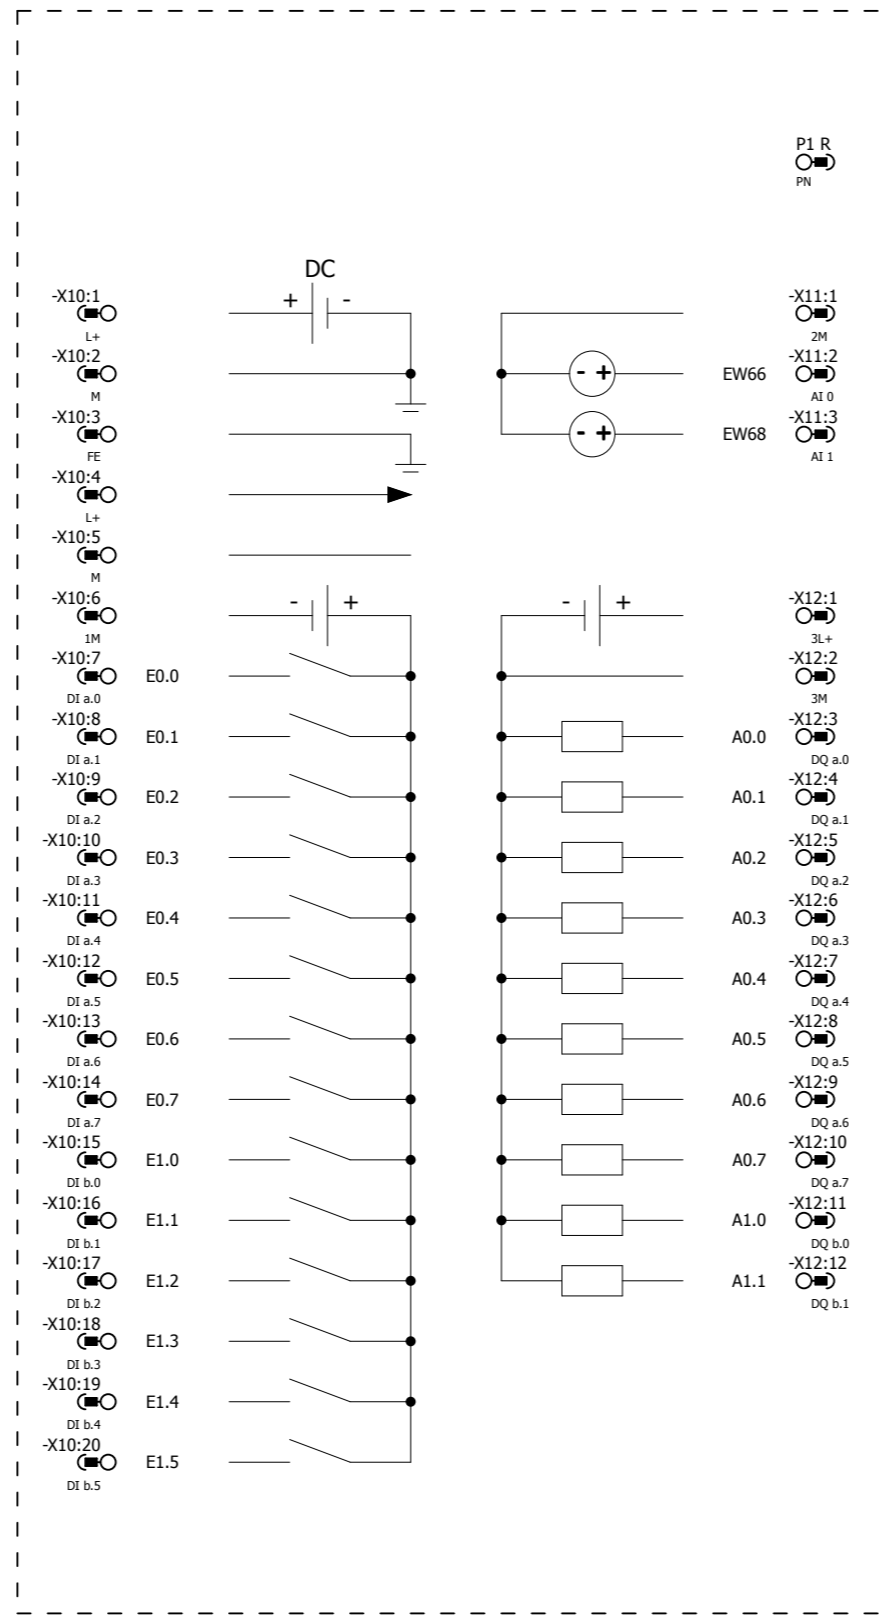 P1 R
PN
DC
+ -
-X10:1
L+
-X10:2
M
-X10:3
FE
-X10:4
L+
-X10:5
M
-X10:6
1M
- +
-X10:7
E0.0
DI a.0
-X10:8
E0.1
DI a.1
-X10:9
E0.2
DI a.2
-X10:10
E0.3
DI a.3
-X10:11
E0.4
DI a.4
-X10:12
E0.5
DI a.5
-X10:13
E0.6
DI a.6
-X10:14
E0.7
DI a.7
-X10:15
E1.0
DI b.0
-X10:16
E1.1
DI b.1
-X10:17
E1.2
DI b.2
-X10:18
E1.3
DI b.3
-X10:19
E1.4
DI b.4
-X10:20
E1.5
DI b.5
-X11:1
2M
-X11:2
- + EW66
AI 0
-X11:3
- + EW68
AI 1
-X12:1
- +
3L+
-X12:2
3M
-X12:3
A0.0
DQ a.0
-X12:4
A0.1
DQ a.1
-X12:5
A0.2
DQ a.2
-X12:6
A0.3
DQ a.3
-X12:7
A0.4
DQ a.4
-X12:8
A0.5
DQ a.5
-X12:9
A0.6
DQ a.6
-X12:10
A0.7
DQ a.7
-X12:11
A1.0
DQ b.0
-X12:12
A1.1
DQ b.1